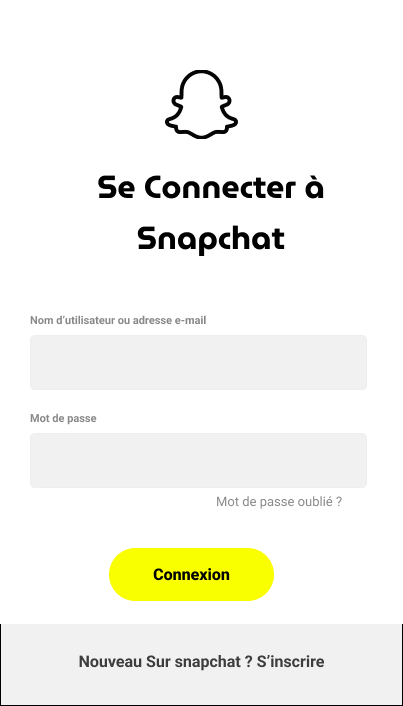 Se Connecter à
Snapchat
Nom d’utilisateur ou adresse e-mail
Mot de passe
Mot de passe oublié ?
Connexion
Nouveau Sur snapchat ? S’inscrire